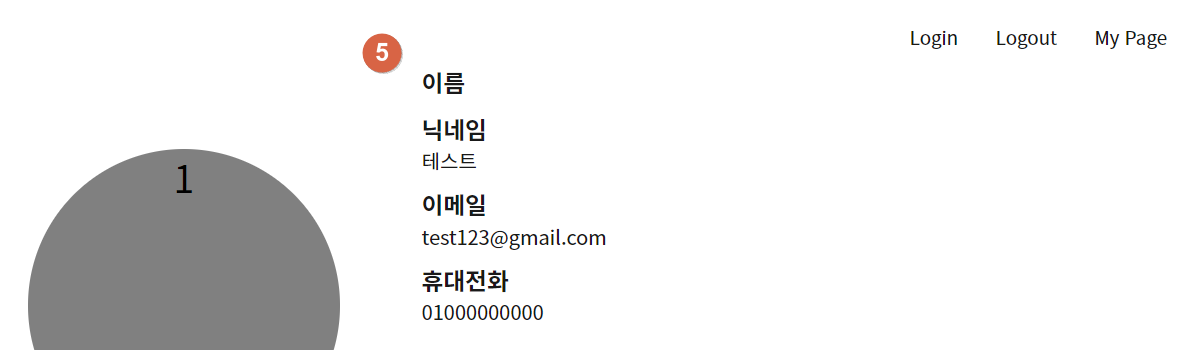 Login Logout My Page
5
이름
닉네임
테스트
1
이메일
test123@gmail.com
휴대전화
01000000000